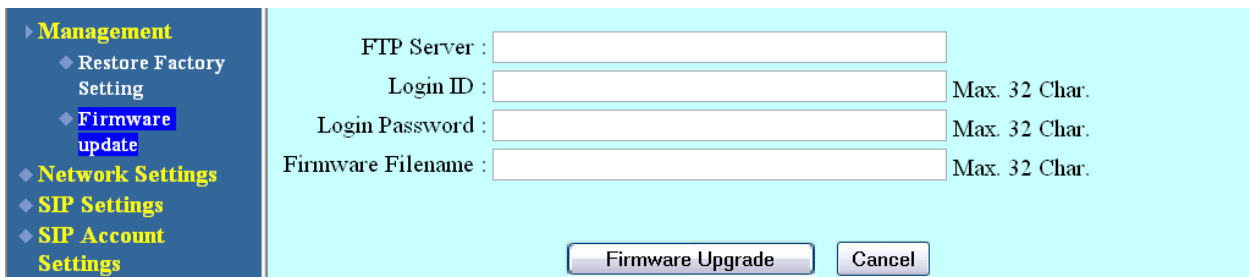 Management
Restore Factory
Setting
Firmware
update
Network Settings
SIP Settings
SIP Account
Settings
FTP Server :
Login ID : Max. 32 Char.
Login Password : Max. 32 Char.
Firmware Filename : Max. 32 Char.
Firmware Upgrade Cancel